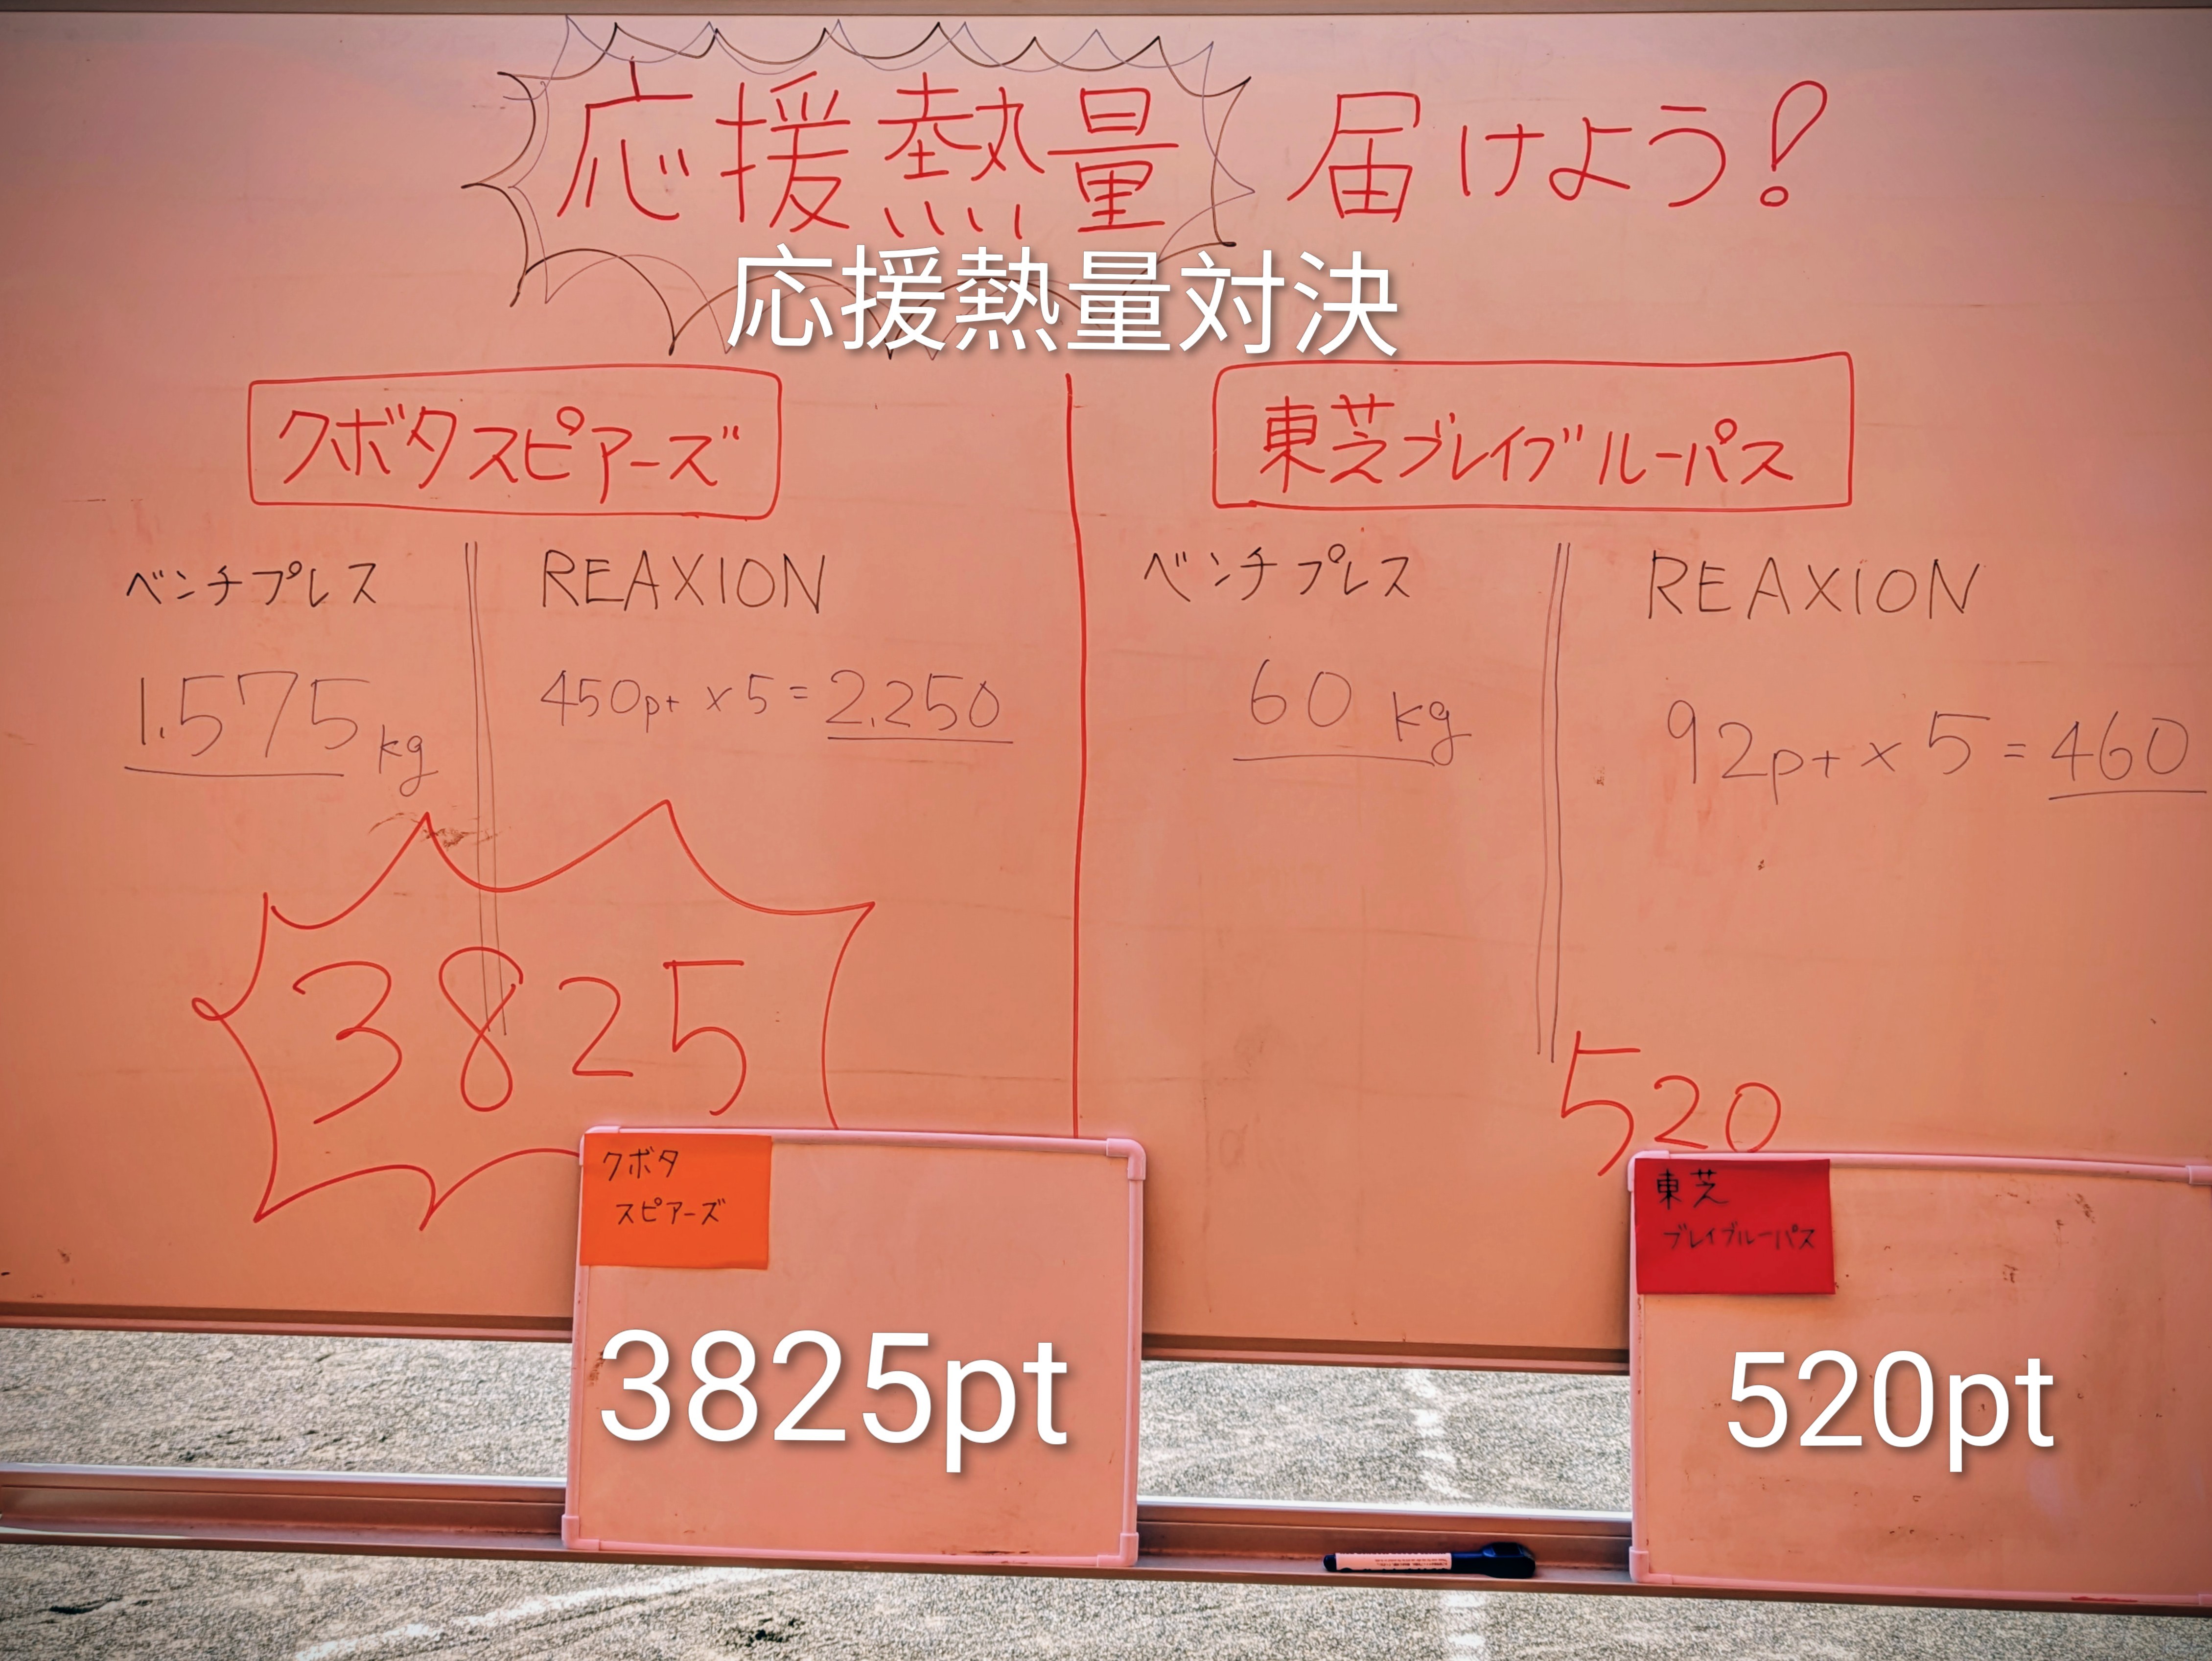 応援熱量 届けよう!
応援熱量対決
クボタスピアーズ
ベンチプレス
REAXION
1.575kg
450pt×5=2.250
3825
東芝ブレイブルーパス
ベンチプレス
REAXION
60kg
92pt×5=460
520
クボタ
スピアーズ
3825pt
東芝
ブレイブルーパス
520pt